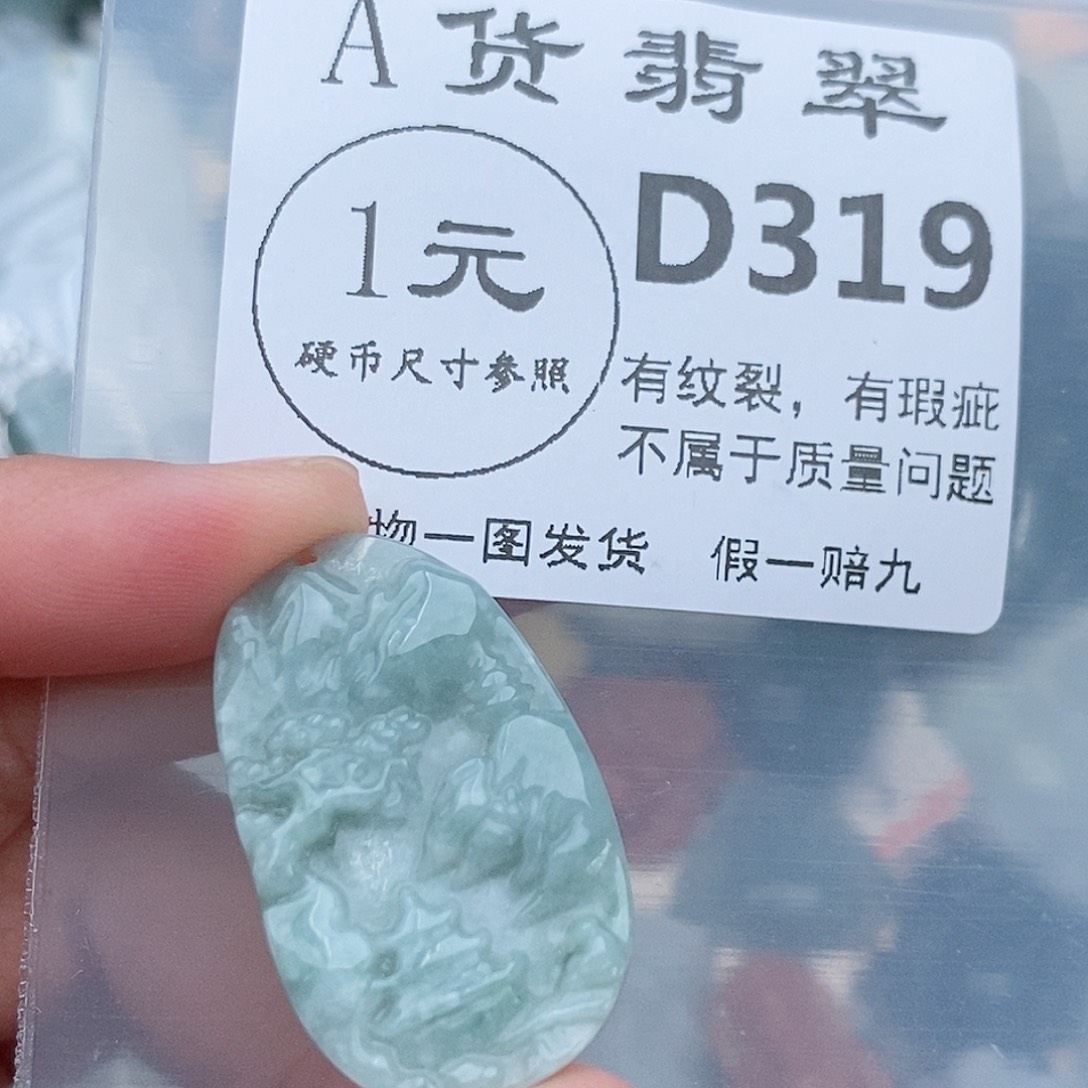 A货翡翠
1元
硬币尺寸参照
D319
有纹裂，有瑕疵
不属于质量问题
物一图发货 假一赔九